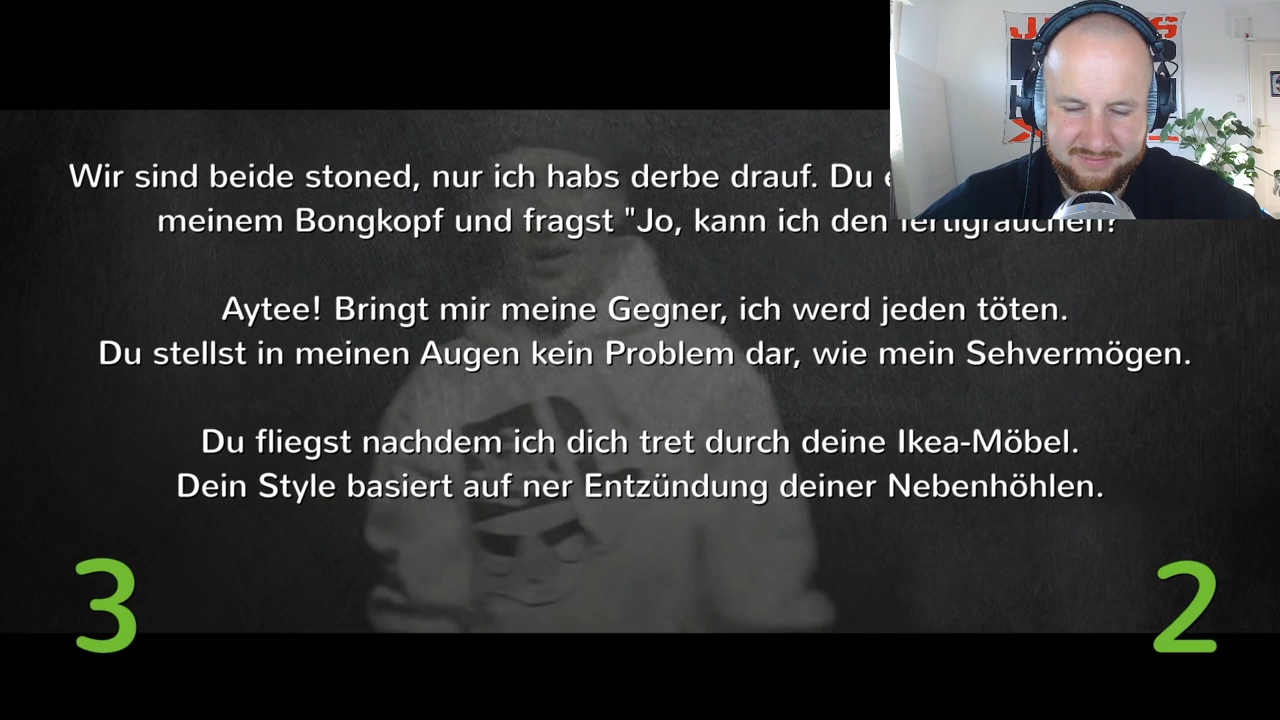 Wir sind beide stoned, nur ich habs derbe drauf. Du
meinem Bongkopf und fragst "Jo, kann ich den fertigrauchen?
Aytee! Bringt mir meine Gegner, ich werd jeden töten.
Du stellst in meinen Augen kein Problem dar, wie mein Sehvermögen.
Du fliegst nachdem ich dich tret durch deine Ikea-Möbel.
Dein Style basiert auf ner Entzündung deiner Nebenhöhlen.
3
2